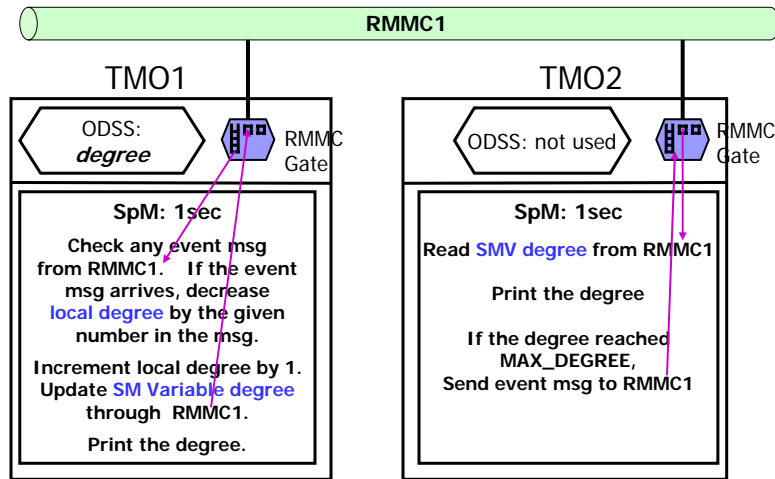 RMMC1
TMO1
ODSS:
degree
RMMC
Gate
SpM: 1sec
Check any event msg
from RMMC1. If the event
msg arrives, decrease
local degree by the given
number in the msg.
Increment local degree by 1.
Update SM Variable degree
through RMMC1.
Print the degree.
TMO2
ODSS: not used
RMMC
Gate
SpM: 1sec
Read SMV degree from RMMC1
Print the degree
If the degree reached
MAX_DEGREE,
Send event msg to RMMC1